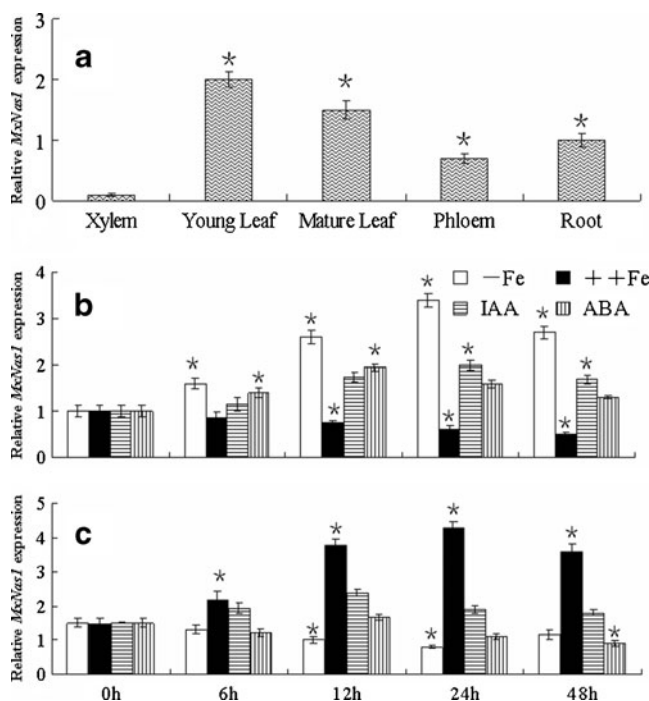 a
Realtive MxNas1 expression
3
2
1
0
* * * *
Xylem Young Leaf Mature Leaf Phloem Root
b
—Fe ++Fe
IAA ABA
Relative MxNas1 expression
4
3
2
1
0
* * * * * * * * * * *
c
Relative MxNas1 expression
5
4
3
2
1
0
* * * * * * *
0h 6h 12h 24h 48h